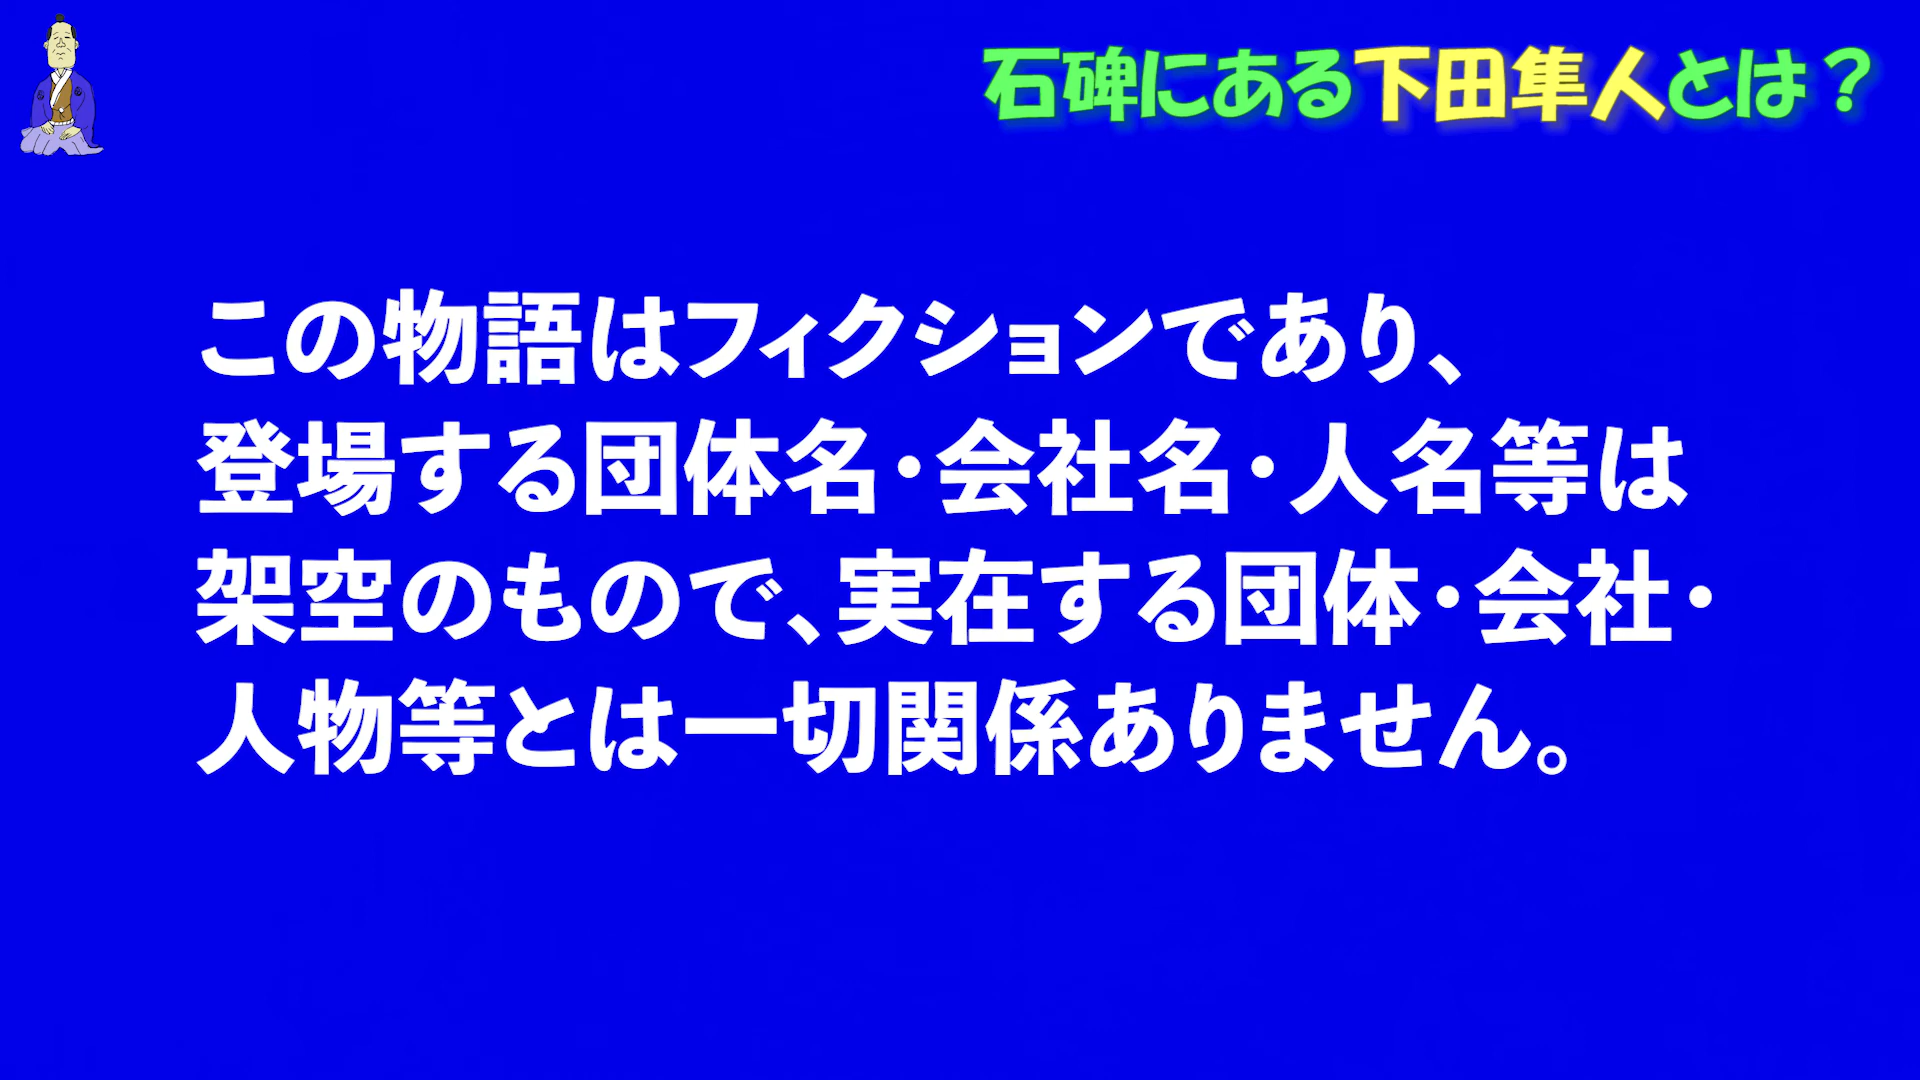 石碑にある下田隼人とは？
この物語はフィクションであり、
登場する団体名・会社名・人名等は
架空のもので、実在する団体・会社・
人物等とは一切関係ありません。